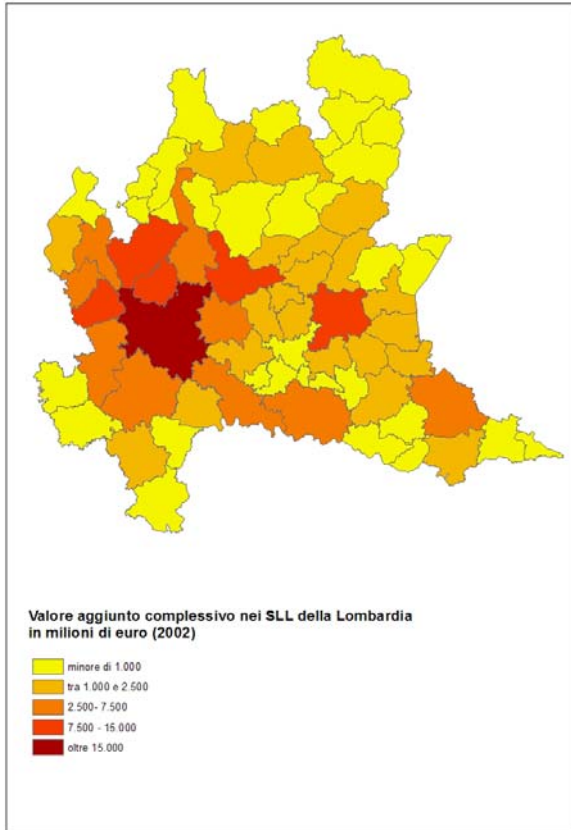 Valore aggiunto complessivo nei SLL della Lombardia
in milioni di euro (2002)
minore di 1.000
tra 1.000 e 2.500
2.500- 7.500
7.500 - 15.000
oltre 15.000